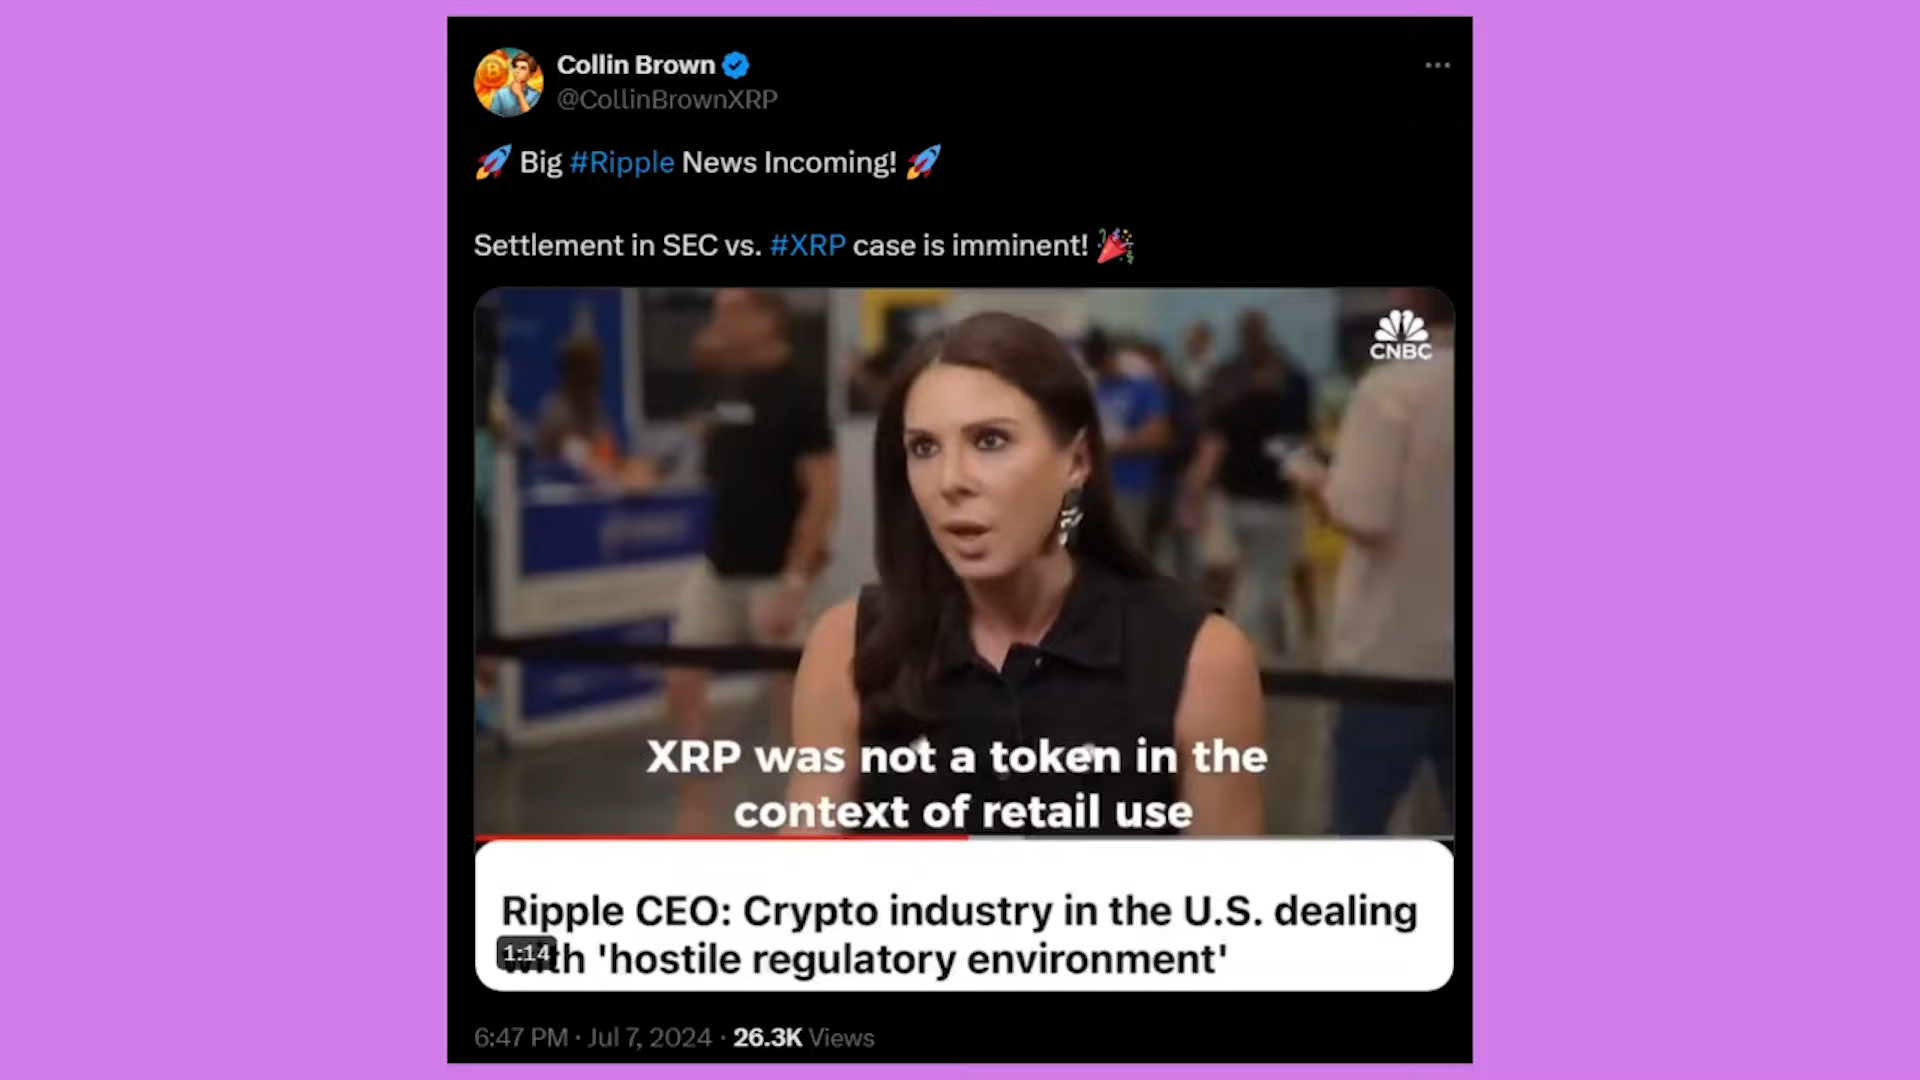 Collin Brown
@CollinBrownXRP
🚀 Big #Ripple News Incoming! 🚀
Settlement in SEC vs. #XRP case is imminent! 🎉
CNBC
XRP was not a token in the
context of retail use
Ripple CEO: Crypto industry in the U.S. dealing
with 'hostile regulatory environment'
1:14
6:47 PM · Jul 7, 2024 · 26.3K Views